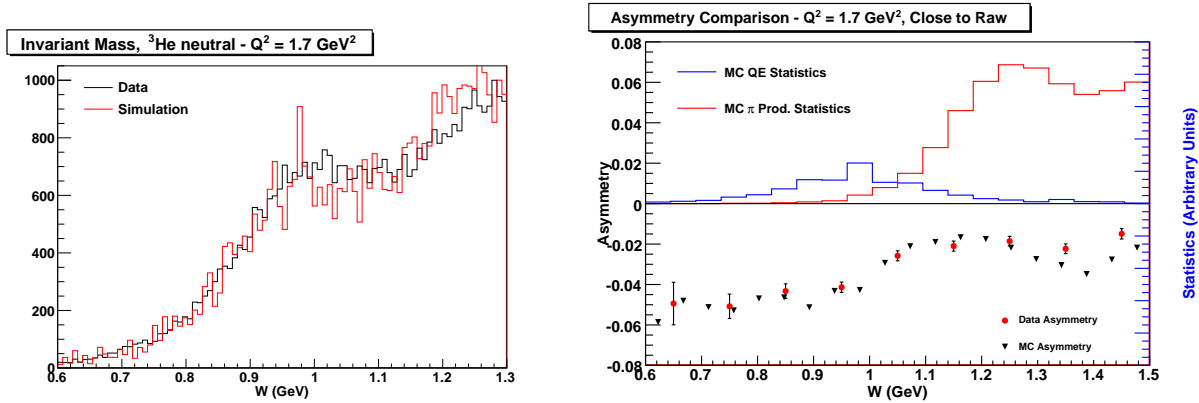 Invariant Mass, ³He neutral - Q² = 1.7 GeV²
Data
Simulation
1000
800
600
400
200
0
0.6 0.7 0.8 0.9 1 1.1 1.2 1.3
W (GeV)
Asymmetry Comparison - Q² = 1.7 GeV², Close to Raw
MC QE Statistics
MC π Prod. Statistics
0.08
0.06
0.04
0.02
0
-0.02
-0.04
-0.06
-0.08
Asymmetry
Statistics (Arbitrary Units)
Data Asymmetry
MC Asymmetry
0.6 0.7 0.8 0.9 1 1.1 1.2 1.3 1.4 1.5
W (GeV)